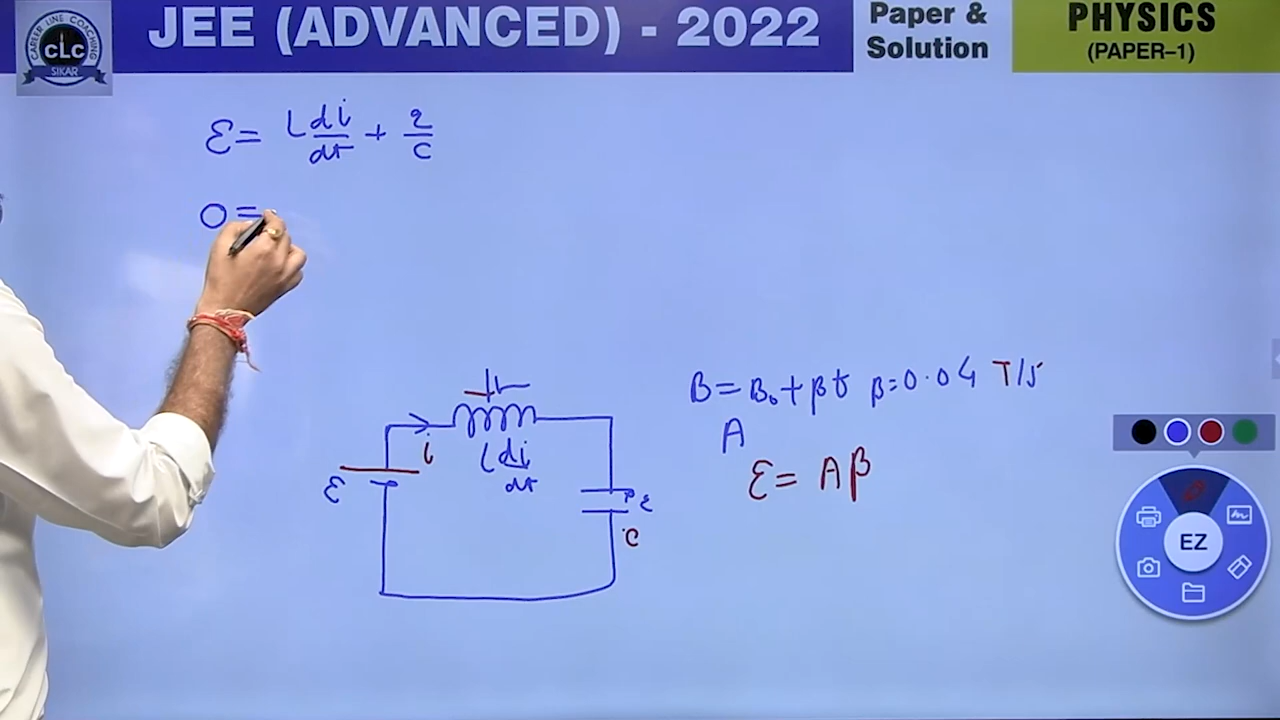 CAREER LINE COACHING
CLC
SIKAR
JEE (ADVANCED) - 2022
Paper &
Solution
PHYSICS
(PAPER–1)
ε = L di/dt + q/c
0 =
B = B₀ + βt β = 0.04 T/s
A
ε = Aβ
i
L di/dt
ε
c
EZ